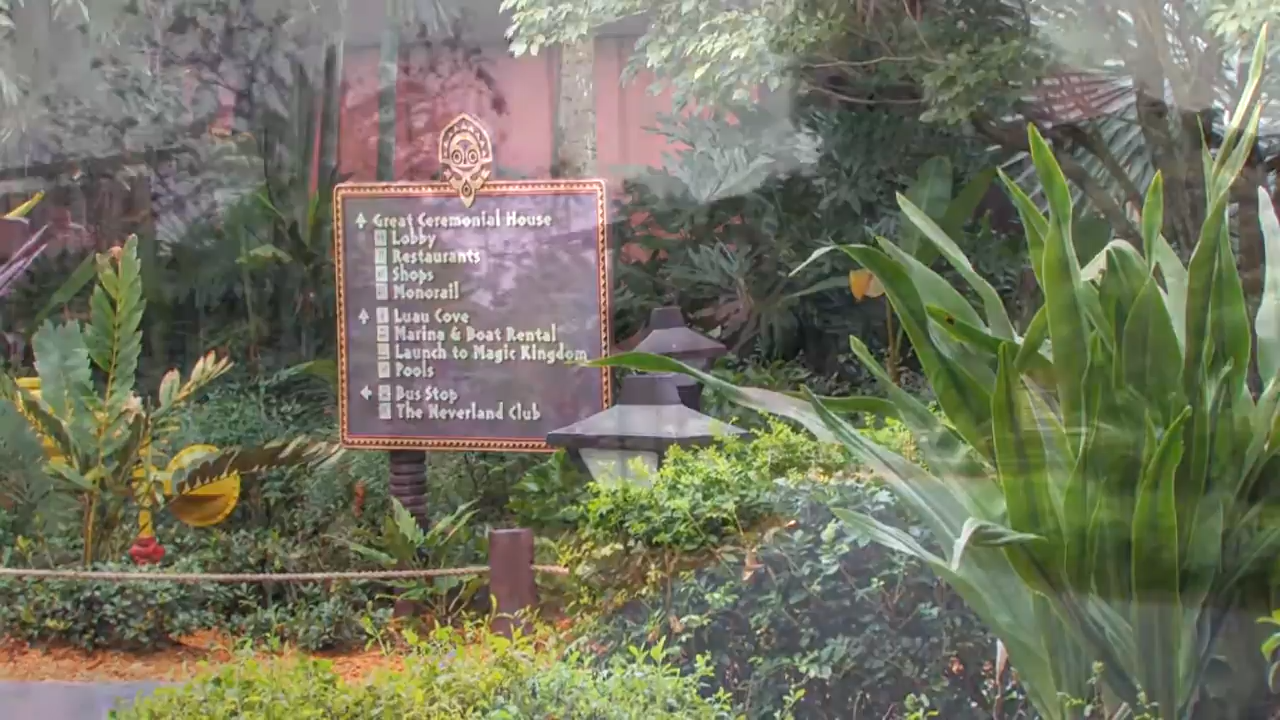 Great Ceremonial House
Lobby
Restaurants
Shops
Monorail
Luau Cove
Marina & Boat Rental
Launch to Magic Kingdom
Pools
Bus Stop
The Neverland Club